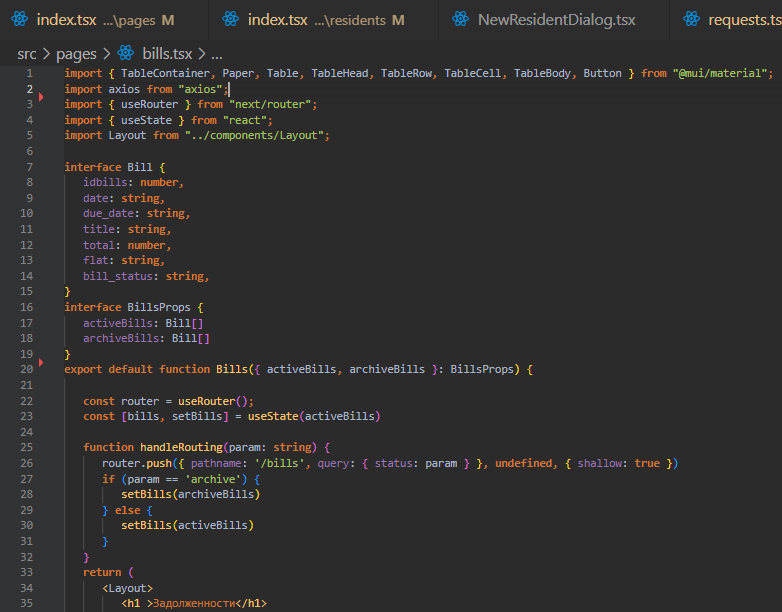 index.tsx ...\pages M index.tsx ...\residents M NewResidentDialog.tsx requests.ts
src > pages > bills.tsx > ...
1 import { TableContainer, Paper, Table, TableHead, TableRow, TableCell, TableBody, Button } from "@mui/material";
2 import axios from "axios";
3 import { useRouter } from "next/router";
4 import { useState } from "react";
5 import Layout from "../components/Layout";
6
7 interface Bill {
8 idbills: number,
9 date: string,
10 due_date: string,
11 title: string,
12 total: number,
13 flat: string,
14 bill_status: string,
15 }
16 interface BillsProps {
17 activeBills: Bill[]
18 archiveBills: Bill[]
19 }
20 export default function Bills({ activeBills, archiveBills }: BillsProps) {
21
22 const router = useRouter();
23 const [bills, setBills] = useState(activeBills)
24
25 function handleRouting(param: string) {
26 router.push({ pathname: '/bills', query: { status: param } }, undefined, { shallow: true })
27 if (param == 'archive') {
28 setBills(archiveBills)
29 } else {
30 setBills(activeBills)
31 }
32 }
33 return (
34 <Layout>
35 <h1 >Задолженности</h1>